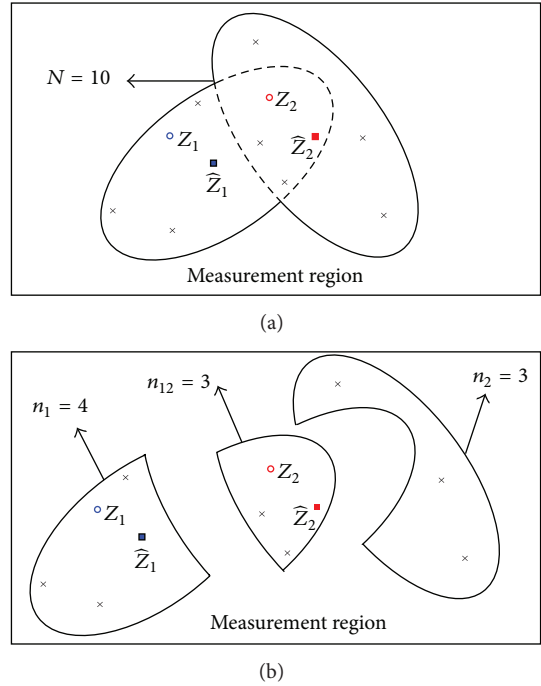 N = 10
Z₂
Z₁
Ẑ₂
Ẑ₁
Measurement region
(a)
n₁₂ = 3
n₂ = 3
n₁ = 4
Z₂
Z₁
Ẑ₂
Ẑ₁
Measurement region
(b)